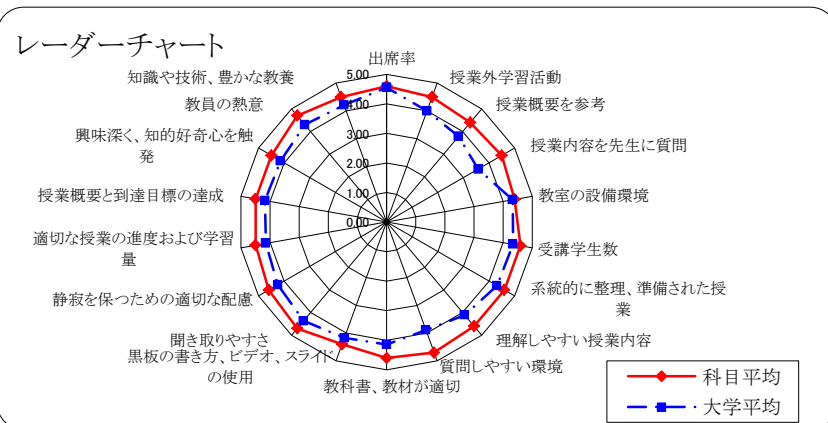 レーダーチャート
出席率
授業外学習活動
授業概要を参考
授業内容を先生に質問
教室の設備環境
受講学生数
系統的に整理、準備された授
業
理解しやすい授業内容
質問しやすい環境
教科書、教材が適切
黒板の書き方、ビデオ、スライド
の使用
聞き取りやすさ
静寂を保つための適切な配慮
適切な授業の進度および学習
量
授業概要と到達目標の達成
興味深く、知的好奇心を触
発
教員の熱意
知識や技術、豊かな教養
5.00
4.00
3.00
2.00
1.00
0.00
科目平均
大学平均